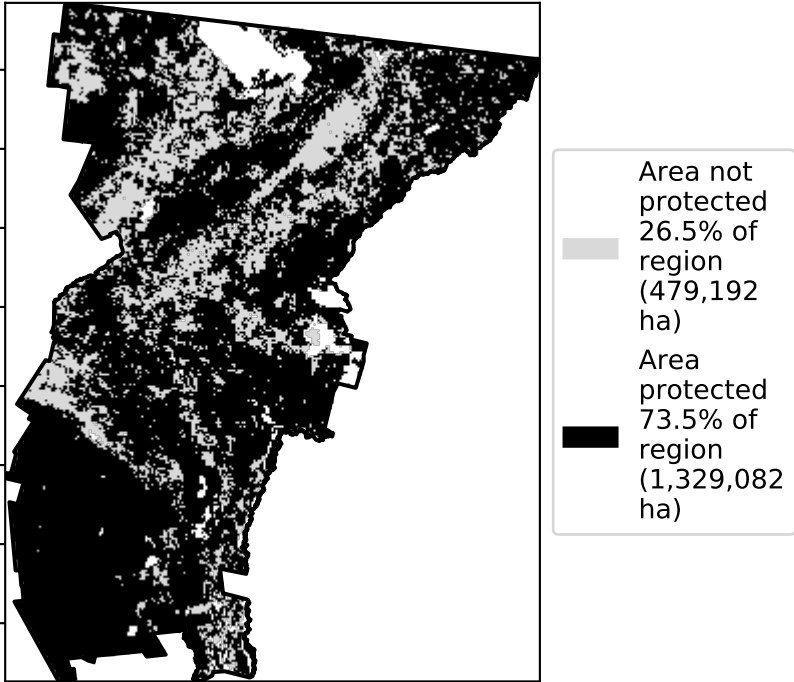 Area not
protected
26.5% of
region
(479,192
ha)
Area
protected
73.5% of
region
(1,329,082
ha)